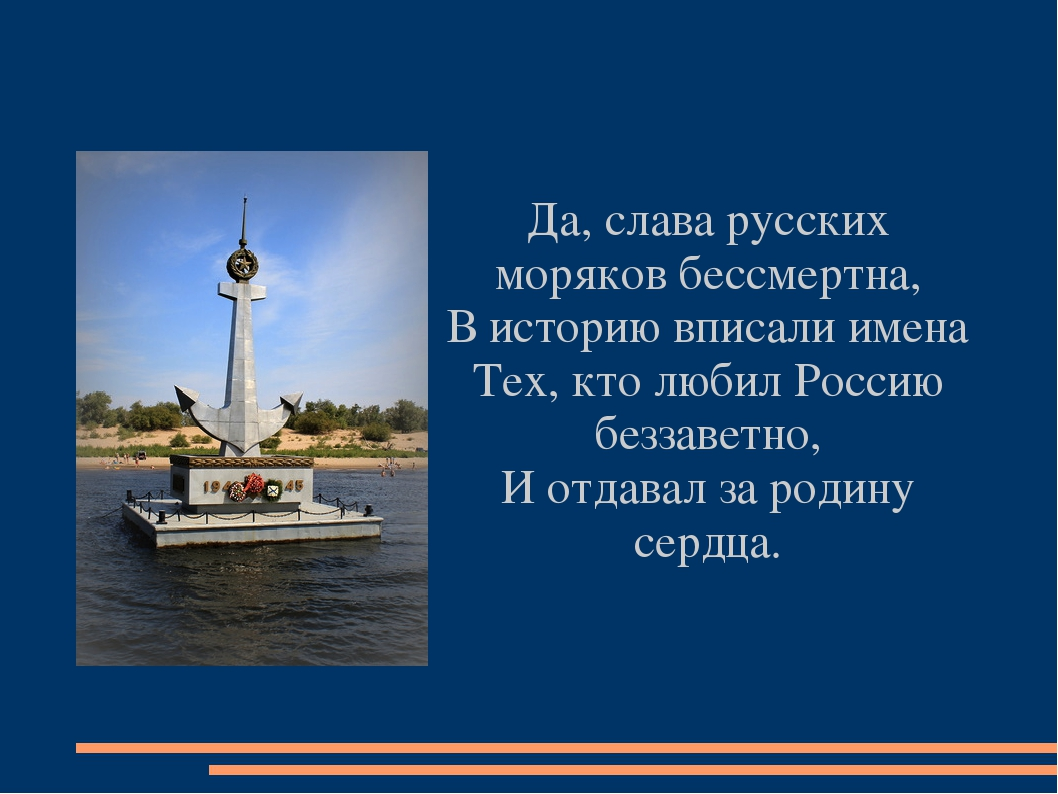 Да, слава русских
моряков бессмертна,
В историю вписали имена
Тех, кто любил Россию
беззаветно,
И отдавал за родину
сердца.